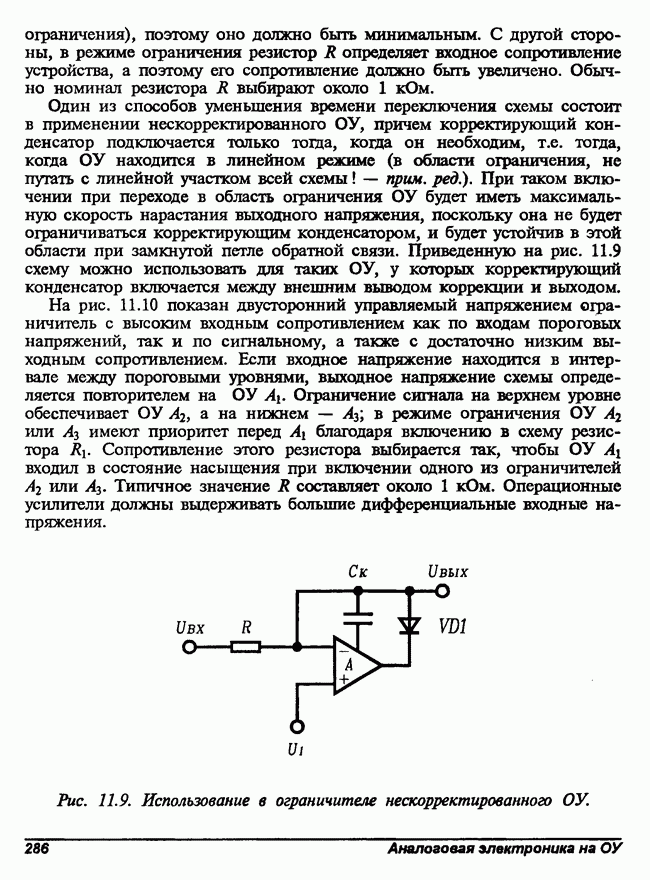 ограничения), поэтому оно должно быть минимальным. С другой сторо-
ны, в режиме ограничения резистор R определяет входное сопротивление
устройства, а поэтому его сопротивление должно быть увеличено. Обыч-
но номинал резистора R выбирают около 1 кОм.
Один из способов уменьшения времени переключения схемы состоит
в применении нескорректированного ОУ, причем корректирующий кон-
денсатор подключается только тогда, когда он необходим, т.е. тогда,
когда ОУ находится в линейном режиме (в области ограничения, не
путать с линейной участком всей схемы! — прим. ред.). При таком вклю-
чении при переходе в область ограничения ОУ будет иметь максималь-
ную скорость нарастания выходного напряжения, поскольку она не будет
ограничиваться корректирующим конденсатором, и будет устойчив в этой
области при замкнутой петле обратной связи. Приведенную на рис. 11.9
схему можно использовать для таких ОУ, у которых корректирующий
конденсатор включается между внешним выводом коррекции и выходом.
На рис. 11.10 показан двусторонний управляемый напряжением огра-
ничитель с высоким входным сопротивлением как по входам пороговых
напряжений, так и по сигнальному, а также с достаточно низким вы-
ходным сопротивлением. Если входное напряжение находится в интер-
вале между пороговыми уровнями, выходное напряжение схемы опреде-
ляется повторителем на ОУ A₁. Ограничение сигнала на верхнем уровне
обеспечивает ОУ A₂, а на нижнем — A₃; в режиме ограничения ОУ A₂
или A₃ имеют приоритет перед A₁ благодаря включению в схему резис-
тора R₁. Сопротивление этого резистора выбирается так, чтобы ОУ A₁
входил в состояние насыщения при включении одного из ограничителей
A₂ или A₃. Типичное значение R составляет около 1 кОм. Операционные
усилители должны выдерживать большие дифференциальные входные на-
пряжения.
Cк Uвых
Uвх R VD1
−
A
+
U₁
Рис. 11.9. Использование в ограничителе нескорректированного ОУ.
286 Аналоговая электроника на ОУ